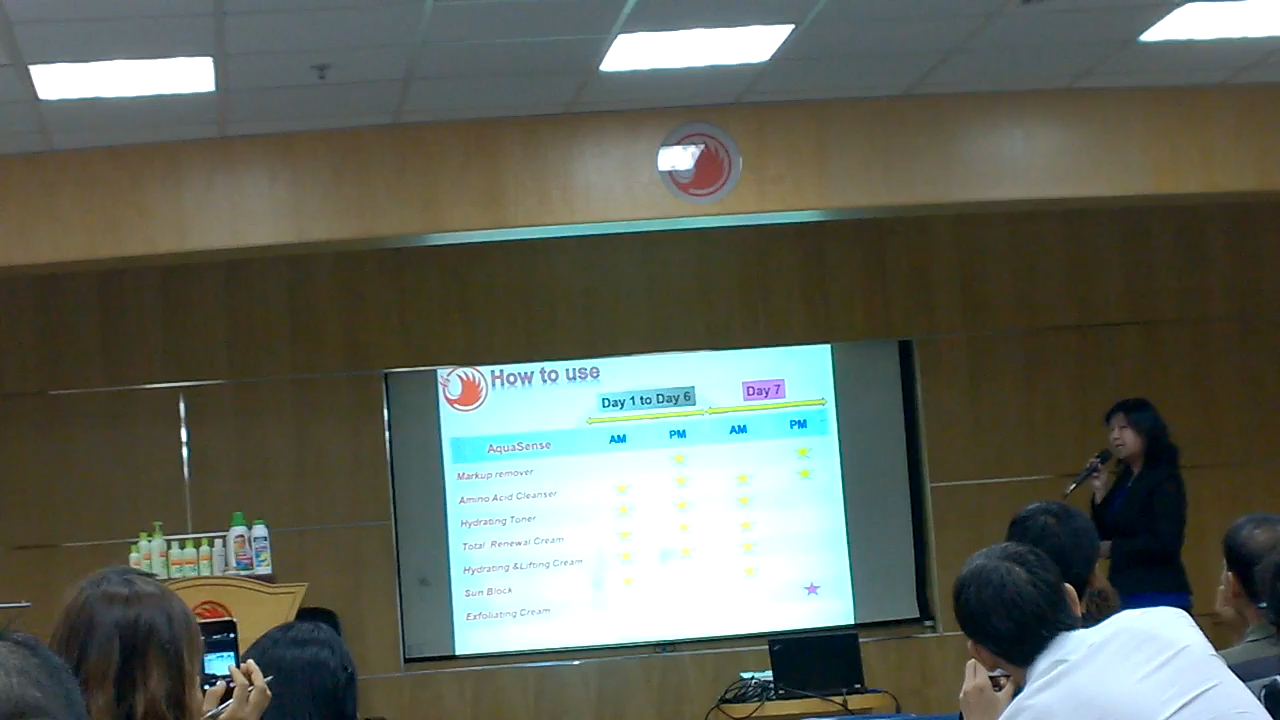 How to use
Day 1 to Day 6
Day 7
AquaSense AM PM AM PM
Markup remover
Amino Acid Cleanser
Hydrating Toner
Total Renewal Cream
Hydrating &Lifting Cream
Sun Block
Exfoliating Cream